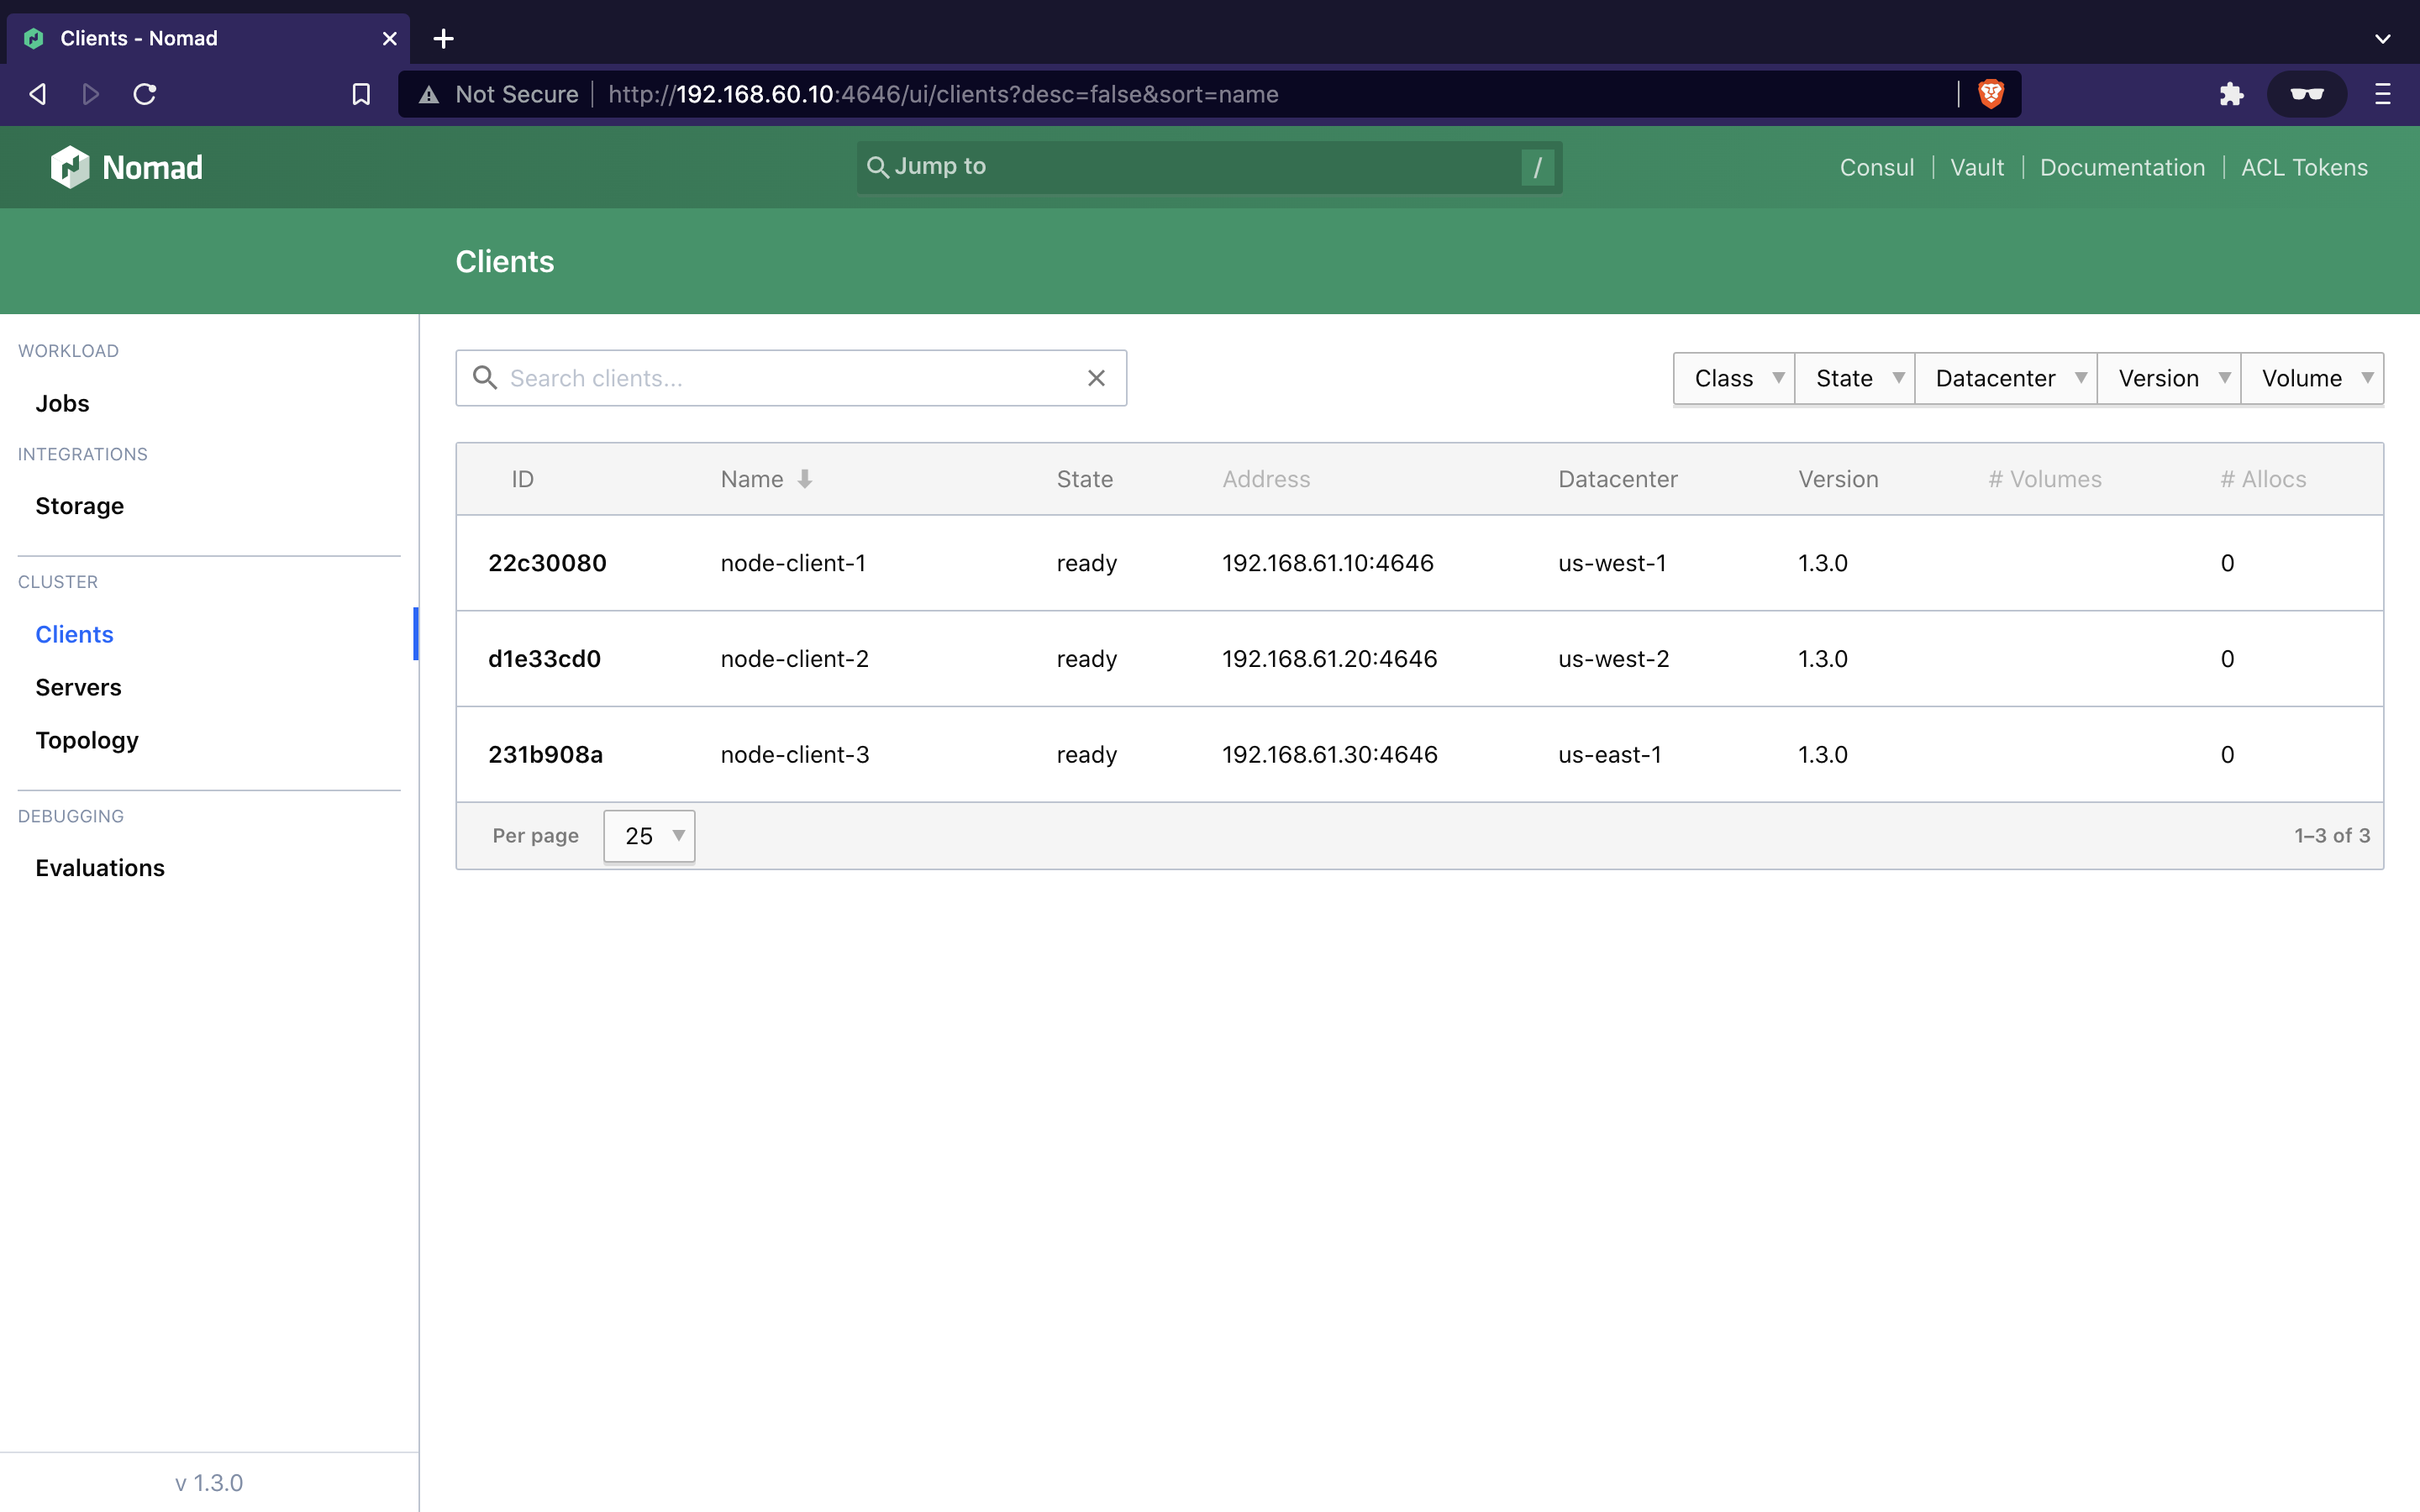 Clients - Nomad
Not Secure http://192.168.60.10:4646/ui/clients?desc=false&sort=name
Nomad
Jump to /
Consul Vault Documentation ACL Tokens
Clients
WORKLOAD
Jobs
INTEGRATIONS
Storage
CLUSTER
Clients
Servers
Topology
DEBUGGING
Evaluations
v 1.3.0
Search clients...
Class State Datacenter Version Volume
ID Name State Address Datacenter Version # Volumes # Allocs
22c30080 node-client-1 ready 192.168.61.10:4646 us-west-1 1.3.0 0
d1e33cd0 node-client-2 ready 192.168.61.20:4646 us-west-2 1.3.0 0
231b908a node-client-3 ready 192.168.61.30:4646 us-east-1 1.3.0 0
Per page 25 1–3 of 3